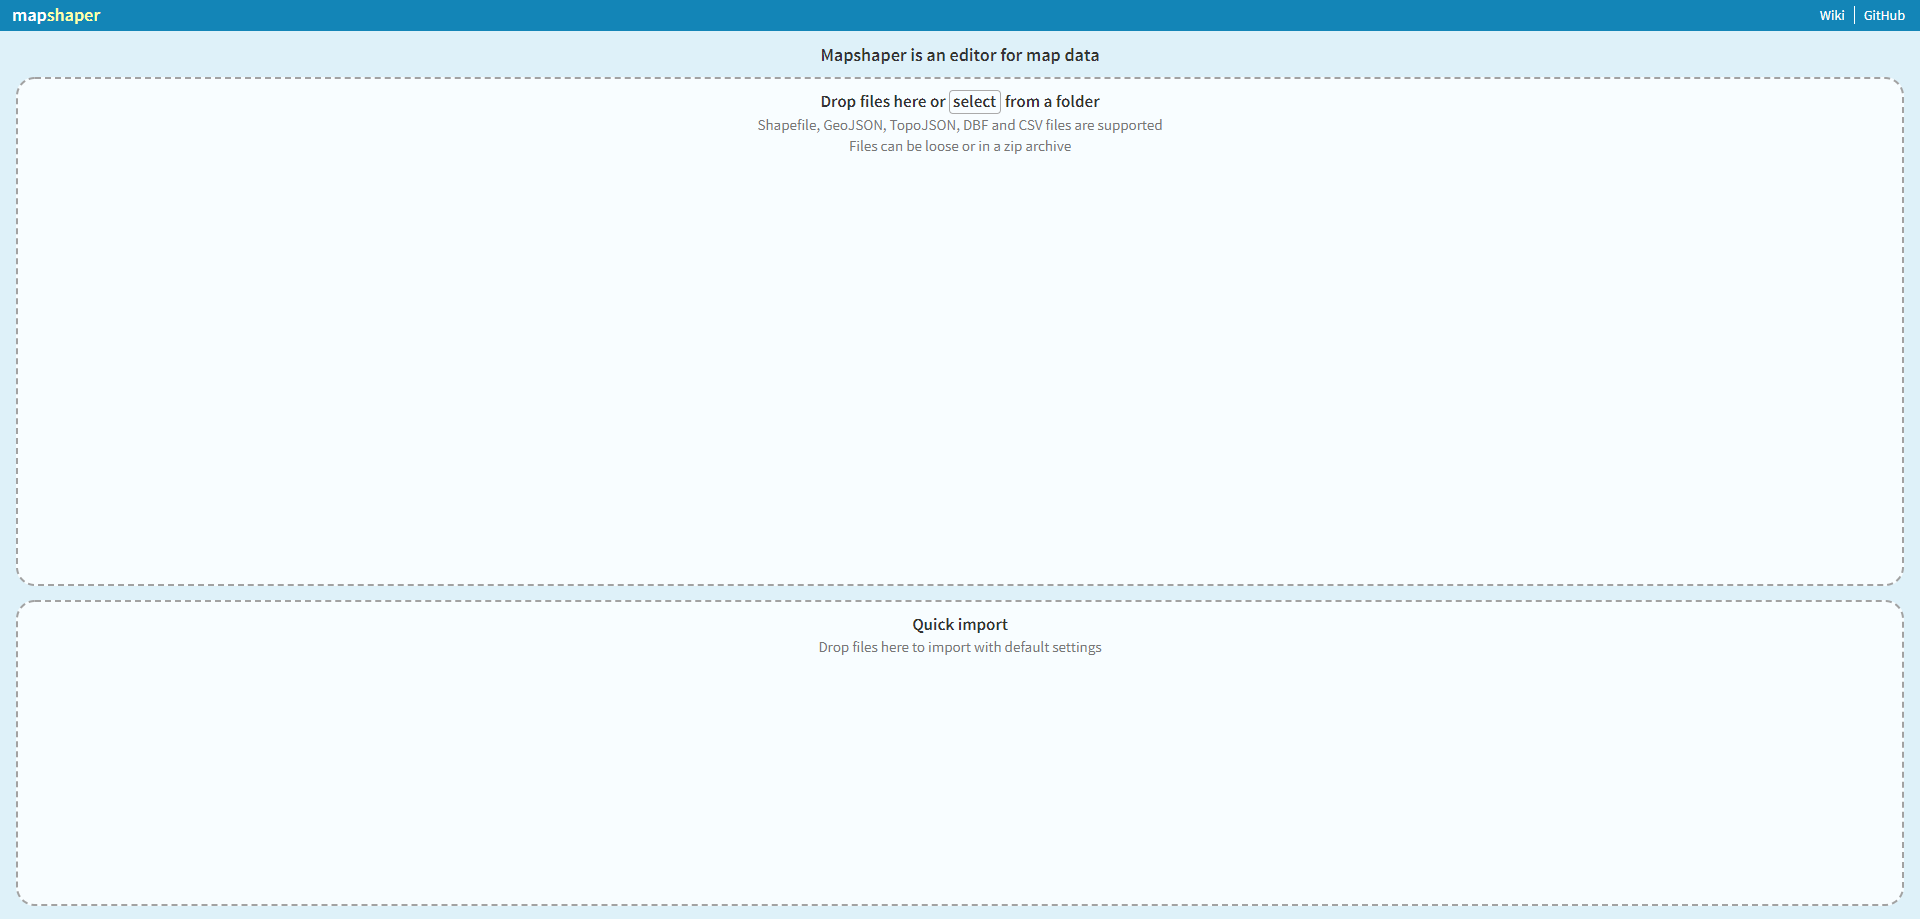 mapshaper
Wiki GitHub
Mapshaper is an editor for map data
Drop files here or select from a folder
Shapefile, GeoJSON, TopoJSON, DBF and CSV files are supported
Files can be loose or in a zip archive
Quick import
Drop files here to import with default settings